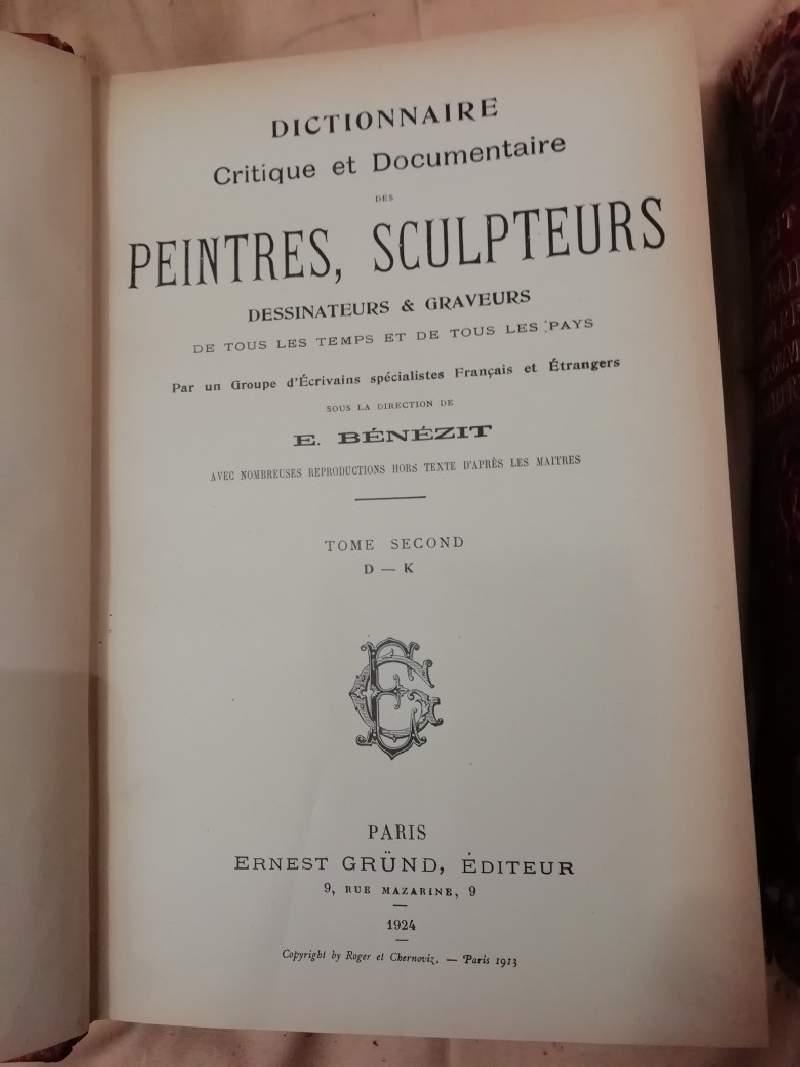 DICTIONNAIRE
Critique et Documentaire
DES
PEINTRES, SCULPTEURS
DESSINATEURS & GRAVEURS
DE TOUS LES TEMPS ET DE TOUS LES PAYS
Par un Groupe d'Écrivains spécialistes Français et Étrangers
SOUS LA DIRECTION DE
E. BÉNÉZIT
AVEC NOMBREUSES REPRODUCTIONS HORS TEXTE D'APRÈS LES MAITRES
TOME SECOND
D — K
PARIS
ERNEST GRÜND, ÉDITEUR
9, RUE MAZARINE, 9
1924
Copyright by Roger et Chernoviz. — Paris 1913